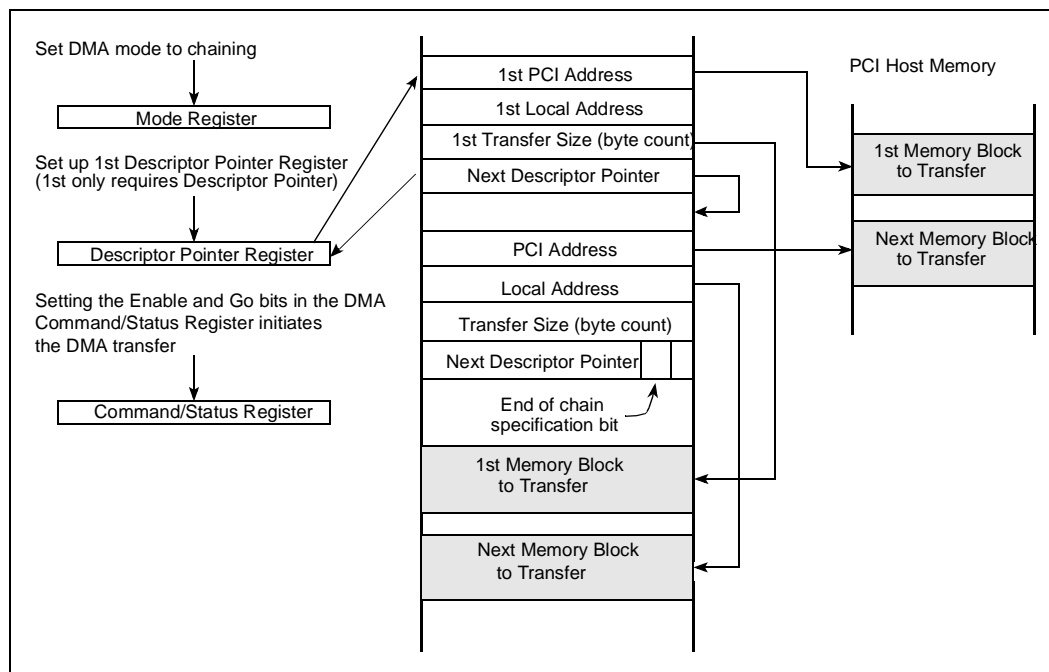 Set DMA mode to chaining
Mode Register
Set up 1st Descriptor Pointer Register
(1st only requires Descriptor Pointer)
Descriptor Pointer Register
Setting the Enable and Go bits in the DMA
Command/Status Register initiates
the DMA transfer
Command/Status Register
1st PCI Address
1st Local Address
1st Transfer Size (byte count)
Next Descriptor Pointer
PCI Address
Local Address
Transfer Size (byte count)
Next Descriptor Pointer
End of chain
specification bit
1st Memory Block
to Transfer
Next Memory Block
to Transfer
PCI Host Memory
1st Memory Block
to Transfer
Next Memory Block
to Transfer